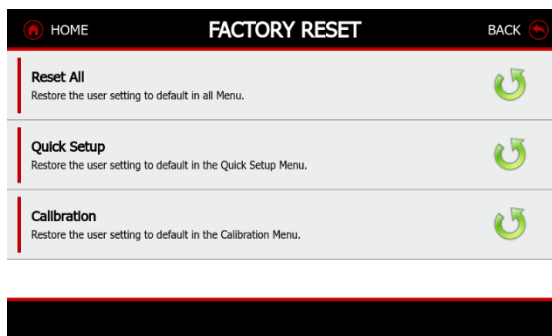 HOME FACTORY RESET BACK
Reset All
Restore the user setting to default in all Menu.
Quick Setup
Restore the user setting to default in the Quick Setup Menu.
Calibration
Restore the user setting to default in the Calibration Menu.